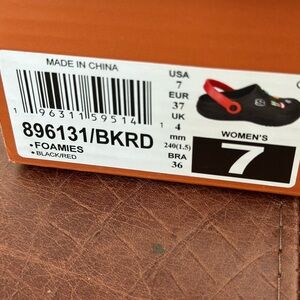 MADE IN CHINA
1 96311 59514 1
896131/BKRD
•FOAMIES
•BLACK/RED
USA
7
EUR
37
UK
4
mm
240(1.5)
BRA
36
WOMEN'S
7